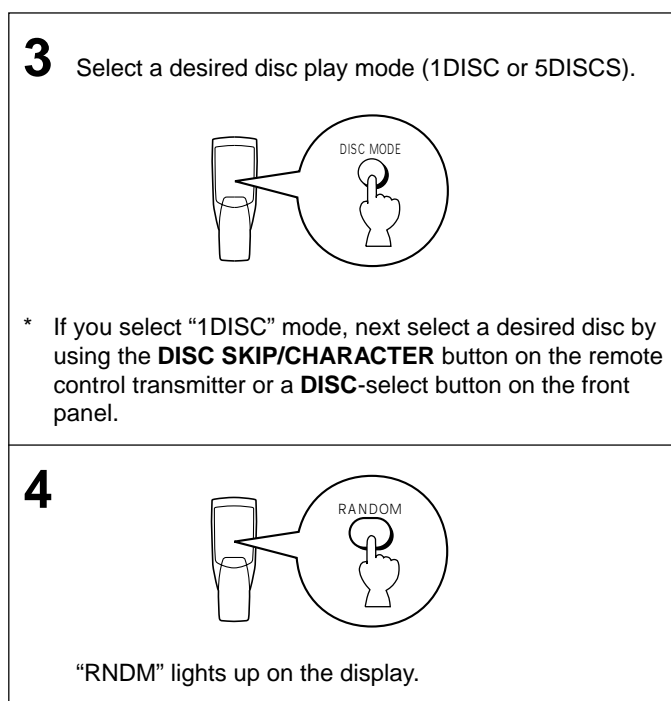 3 Select a desired disc play mode (1DISC or 5DISCS).
DISC MODE
* If you select “1DISC” mode, next select a desired disc by
using the DISC SKIP/CHARACTER button on the remote
control transmitter or a DISC-select button on the front
panel.
4
RANDOM
“RNDM” lights up on the display.